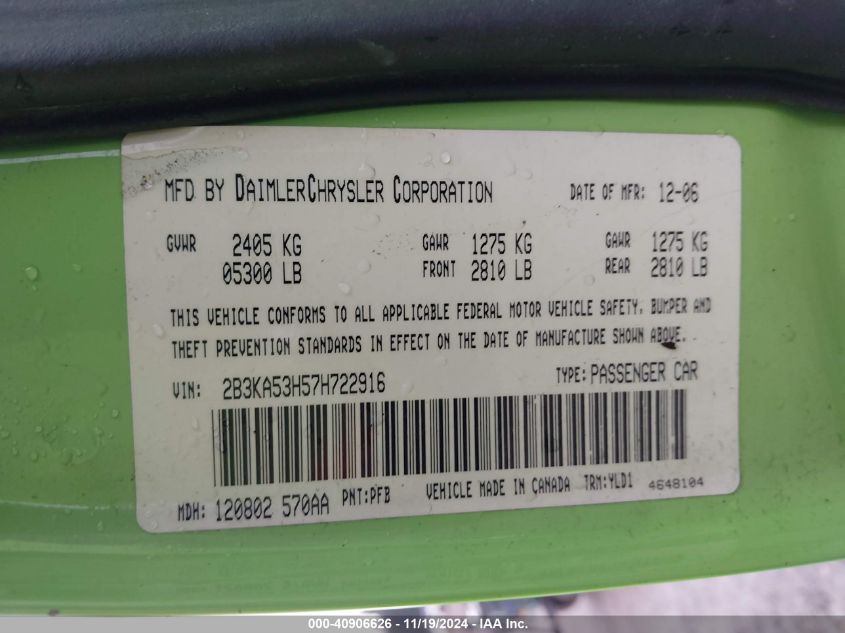 MFD BY DAIMLERCHRYSLER CORPORATION DATE OF MFR: 12-06
GVWR 2405 KG GAWR 1275 KG GAWR 1275 KG
05300 LB FRONT 2810 LB REAR 2810 LB
THIS VEHICLE CONFORMS TO ALL APPLICABLE FEDERAL MOTOR VEHICLE SAFETY, BUMPER AND
THEFT PREVENTION STANDARDS IN EFFECT ON THE DATE OF MANUFACTURE SHOWN ABOVE.
VIN: 2B3KA53H57H722916 TYPE: PASSENGER CAR
MDH: 120802 570AA PNT:PFB VEHICLE MADE IN CANADA TRM:YLD1 4648104
000-40906626 - 11/19/2024 - IAA Inc.